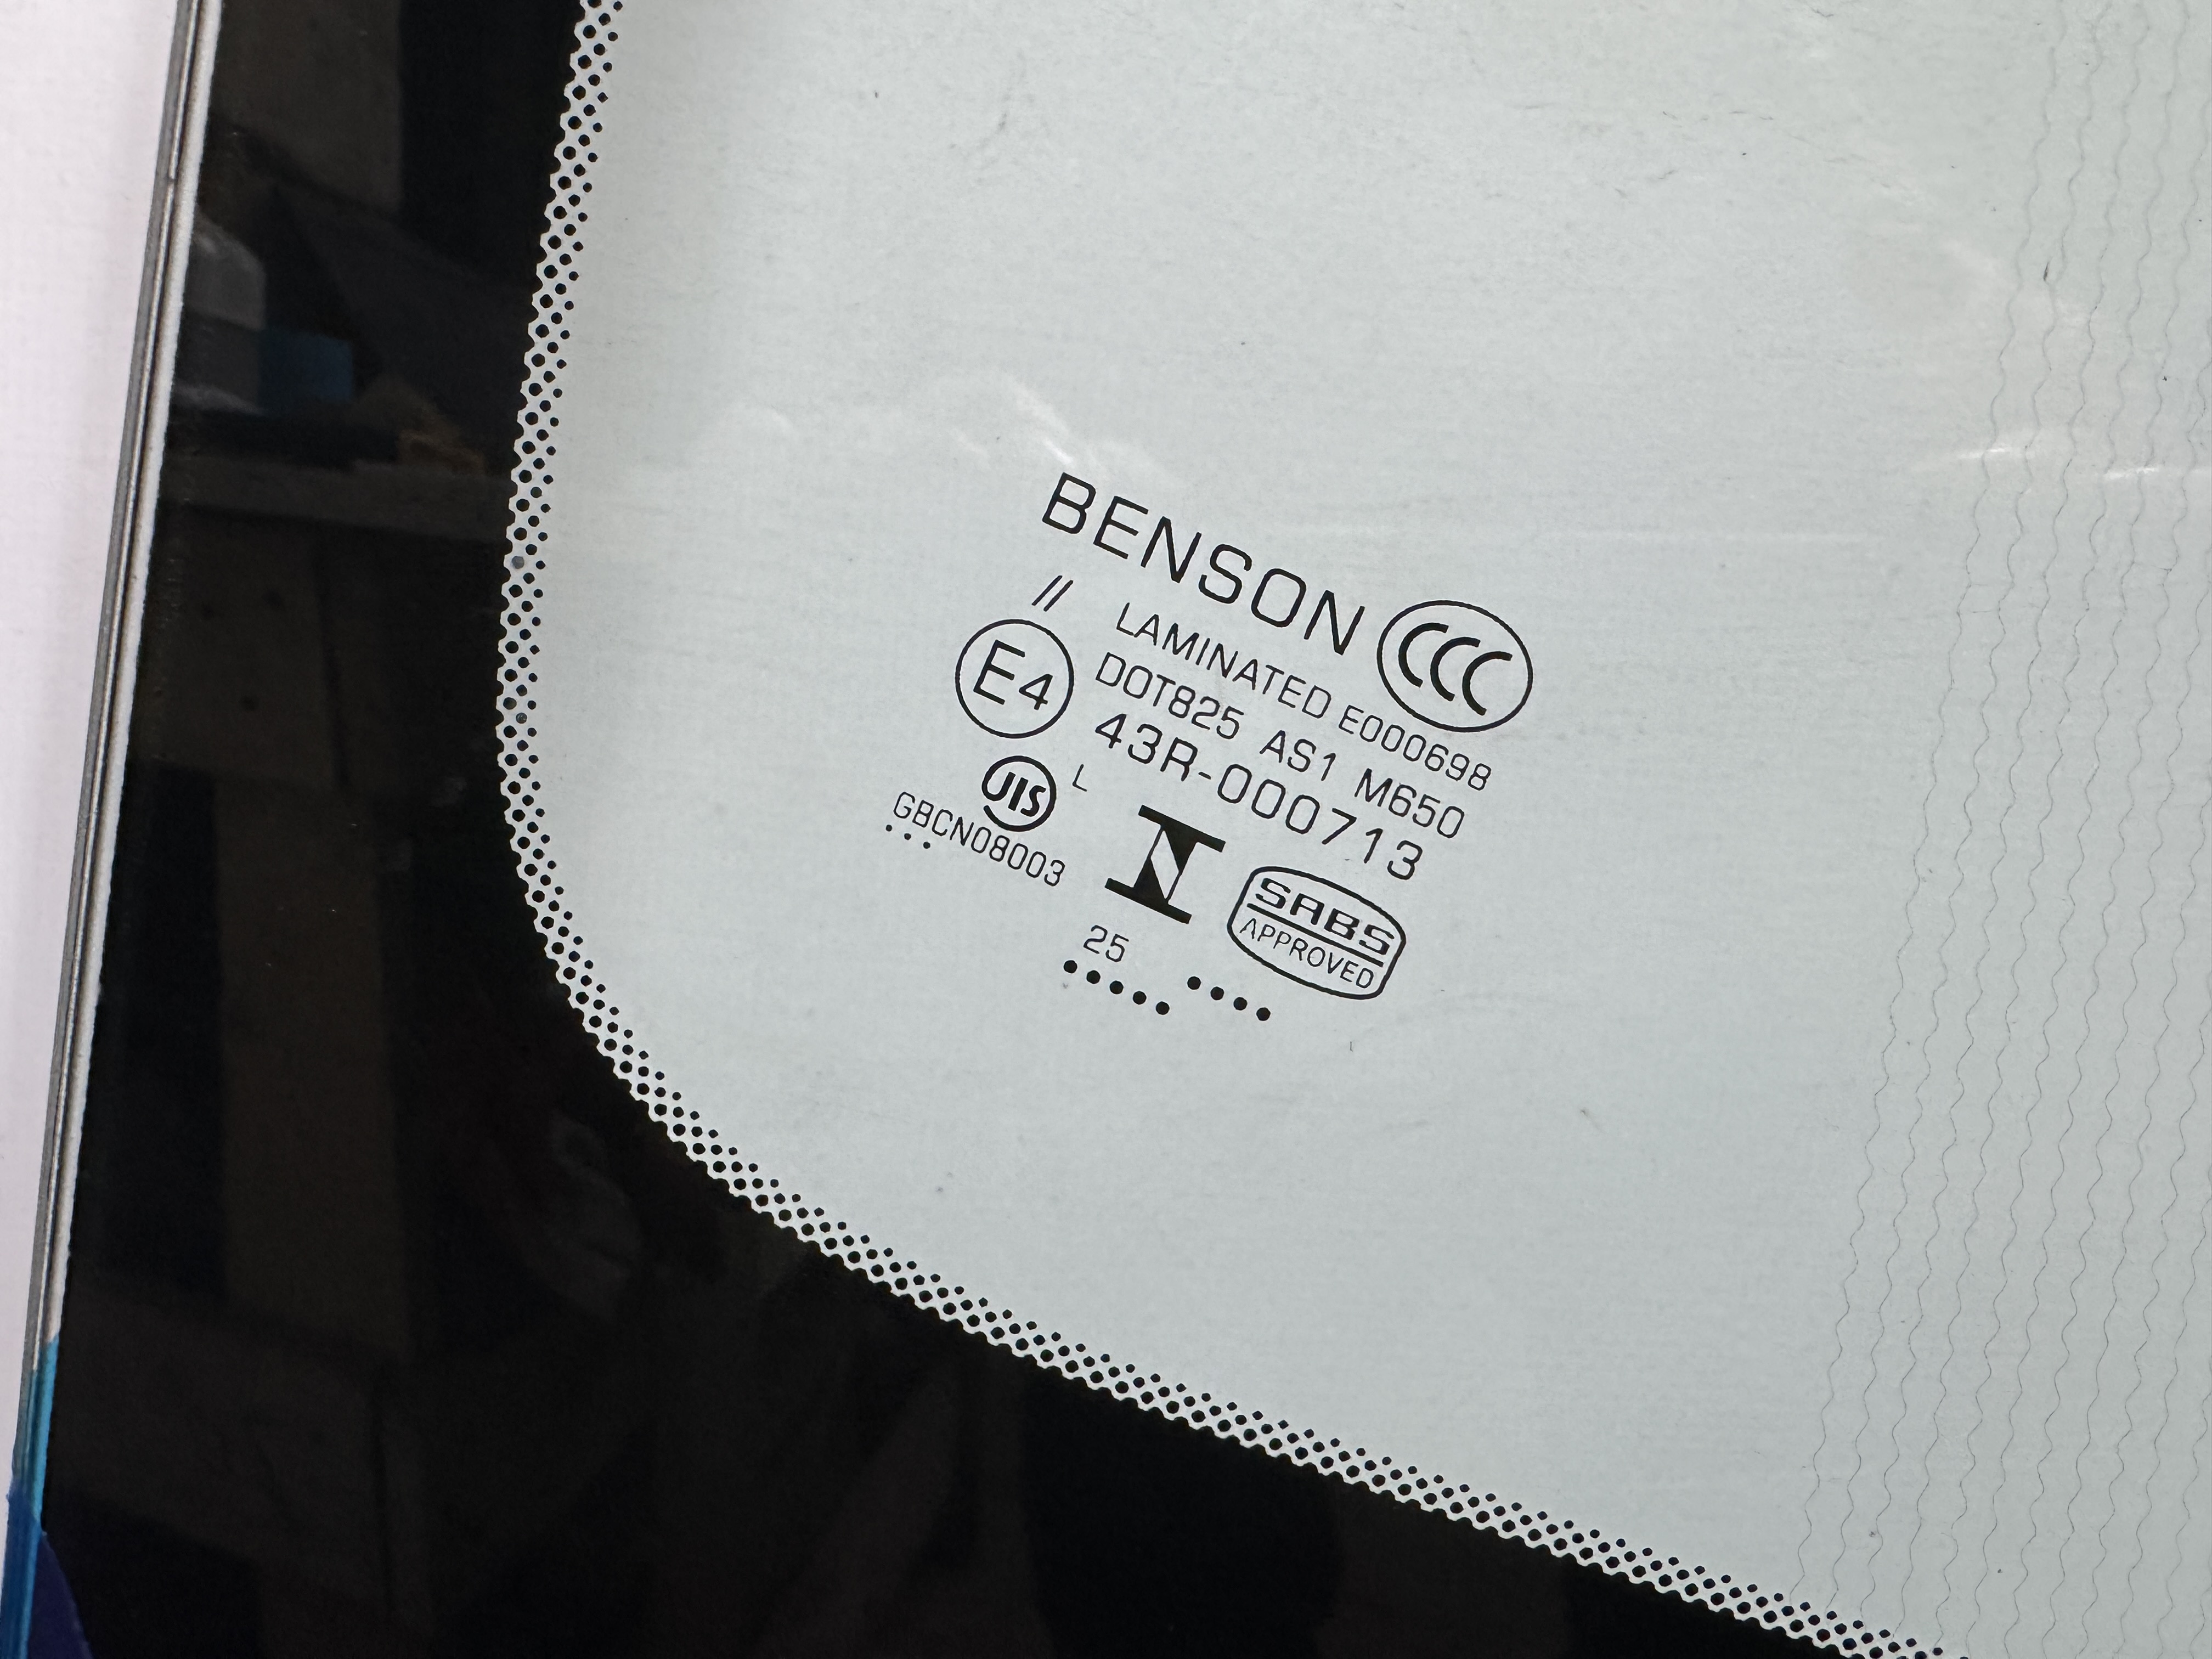 BENSON CCC
// LAMINATED E000698
E4 DOT825 AS1 M650
43R-000713
JIS L
GBCN08003
N
SABS
APPROVED
25